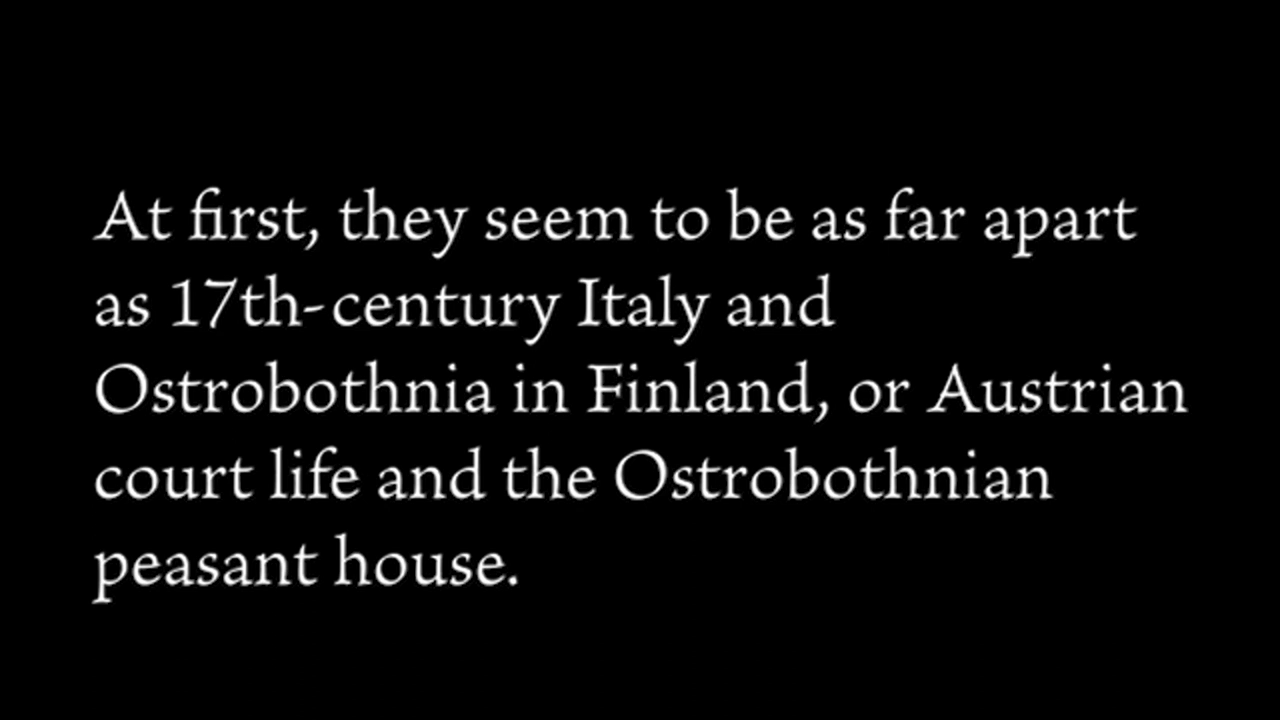 At first, they seem to be as far apart
as 17th-century Italy and
Ostrobothnia in Finland, or Austrian
court life and the Ostrobothnian
peasant house.